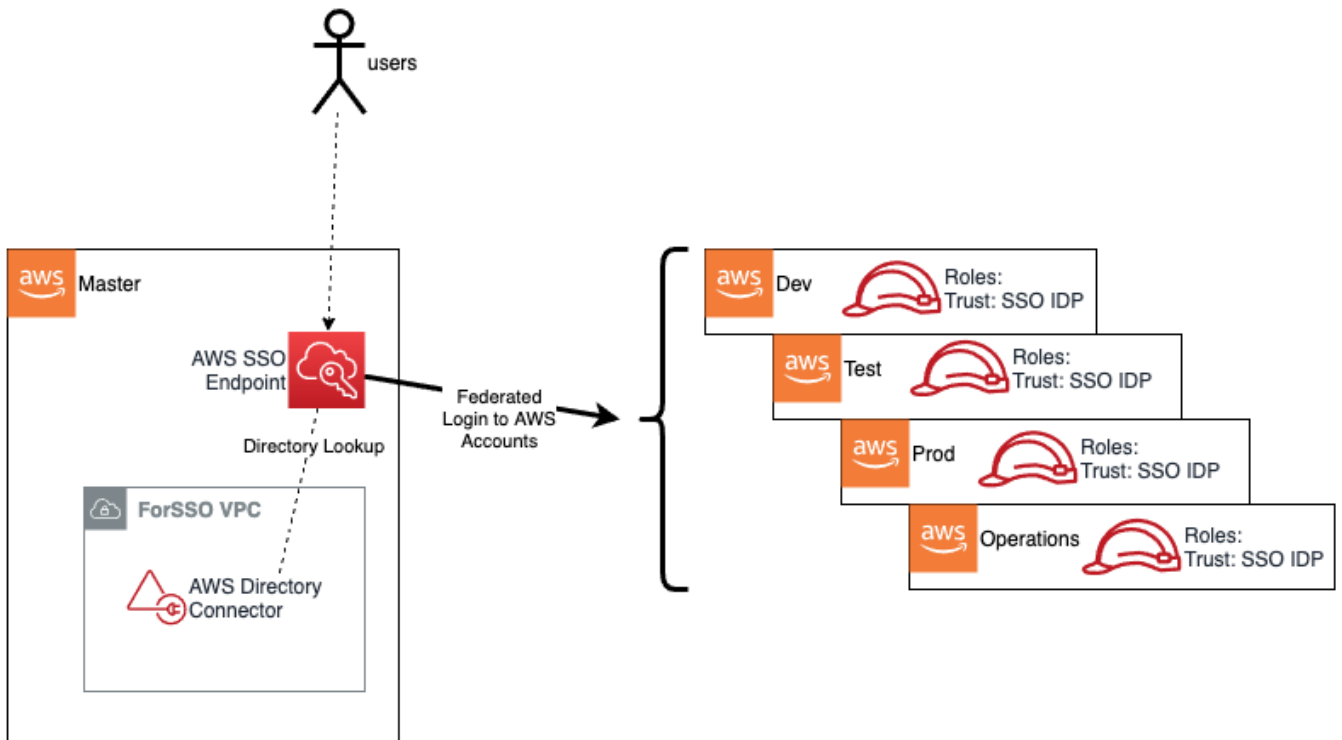 users
aws
Master
AWS SSO
Endpoint
Directory Lookup
ForSSO VPC
AWS Directory
Connector
Federated
Login to AWS
Accounts
aws
Dev
Roles:
Trust: SSO IDP
aws
Test
Roles:
Trust: SSO IDP
aws
Prod
Roles:
Trust: SSO IDP
aws
Operations
Roles:
Trust: SSO IDP